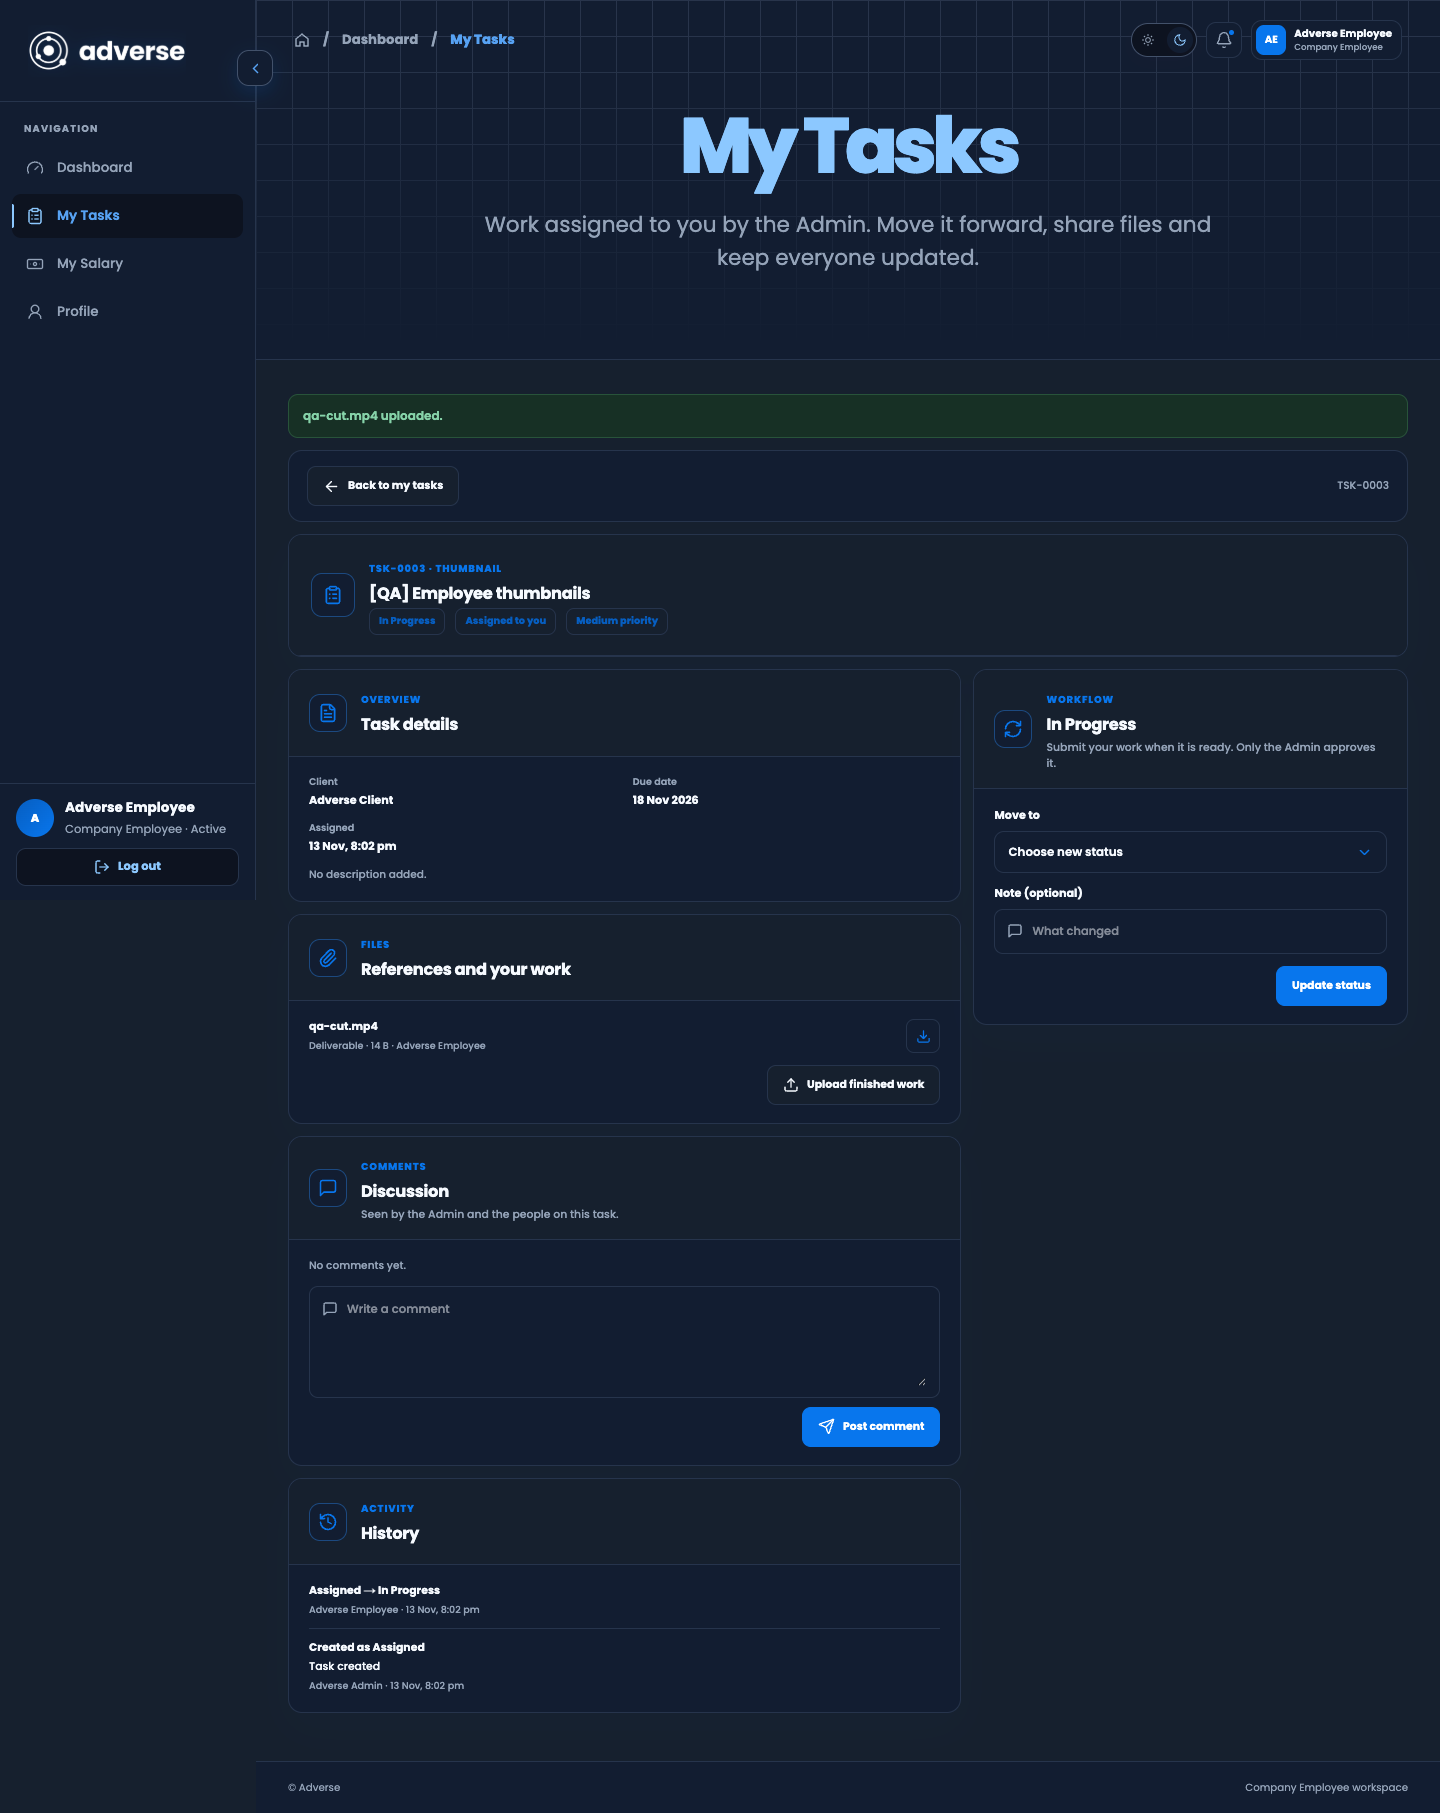 adverse
NAVIGATION
Dashboard
My Tasks
My Salary
Profile
Adverse Employee
Company Employee · Active
Log out
/ Dashboard / My Tasks
AE
Adverse Employee
Company Employee
My Tasks
Work assigned to you by the Admin. Move it forward, share files and
keep everyone updated.
qa-cut.mp4 uploaded.
Back to my tasks
TSK-0003
TSK-0003 · THUMBNAIL
[QA] Employee thumbnails
In Progress
Assigned to you
Medium priority
OVERVIEW
Task details
Client
Adverse Client
Due date
18 Nov 2026
Assigned
13 Nov, 8:02 pm
No description added.
FILES
References and your work
qa-cut.mp4
Deliverable · 14 B · Adverse Employee
Upload finished work
COMMENTS
Discussion
Seen by the Admin and the people on this task.
No comments yet.
Write a comment
Post comment
ACTIVITY
History
Assigned → In Progress
Adverse Employee · 13 Nov, 8:02 pm
Created as Assigned
Task created
Adverse Admin · 13 Nov, 8:02 pm
WORKFLOW
In Progress
Submit your work when it is ready. Only the Admin approves
it.
Move to
Choose new status
Note (optional)
What changed
Update status
A
© Adverse
Company Employee workspace